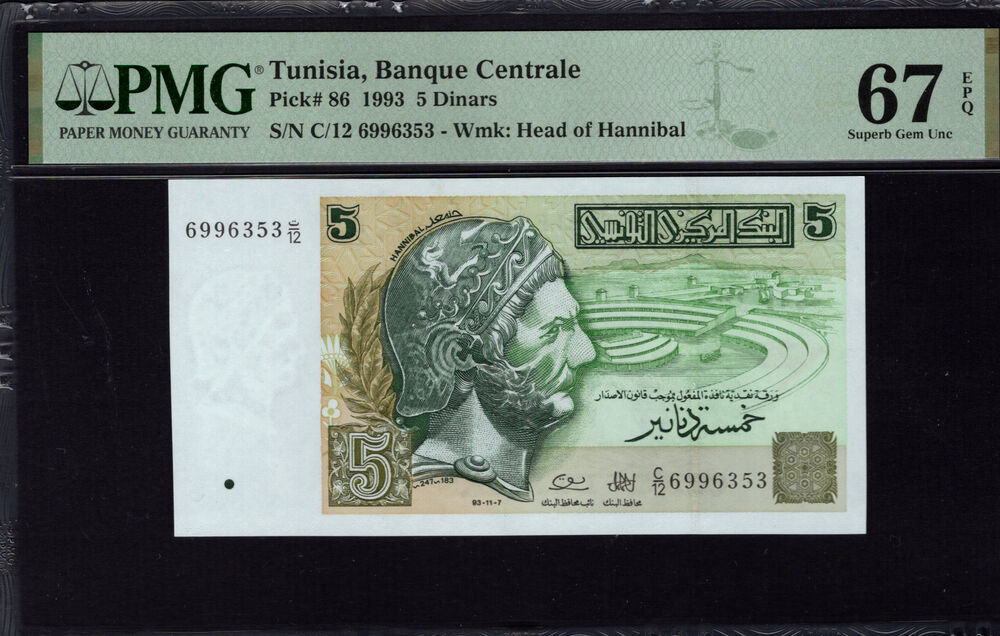 PMG®
PAPER MONEY GUARANTY
Tunisia, Banque Centrale
Pick# 86 1993 5 Dinars
S/N C/12 6996353 - Wmk: Head of Hannibal
67
EPQ
Superb Gem Unc
6996353 C/12
5
HANNIBAL حنبعل
البنك المركزي التونسي
5
ورقة نقدية نافذة المفعول بموجب قانون الاصدار
خمسة دنانير
5
-247~-183
93-11-7
نائب محافظ البنك
محافظ البنك
C/12 6996353